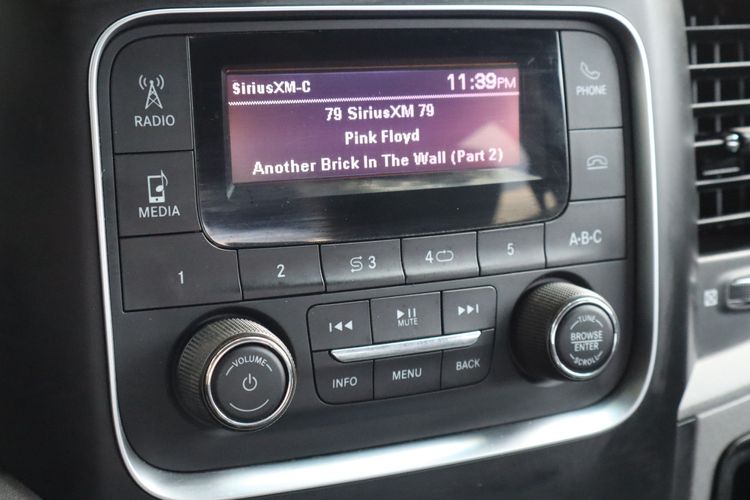 RADIO
MEDIA
SiriusXM-C 11:39PM
79 SiriusXM 79
Pink Floyd
Another Brick In The Wall (Part 2)
PHONE
1 2 3 4 5 A·B·C
VOLUME
MUTE
INFO MENU BACK
TUNE
BROWSE
ENTER
SCROLL